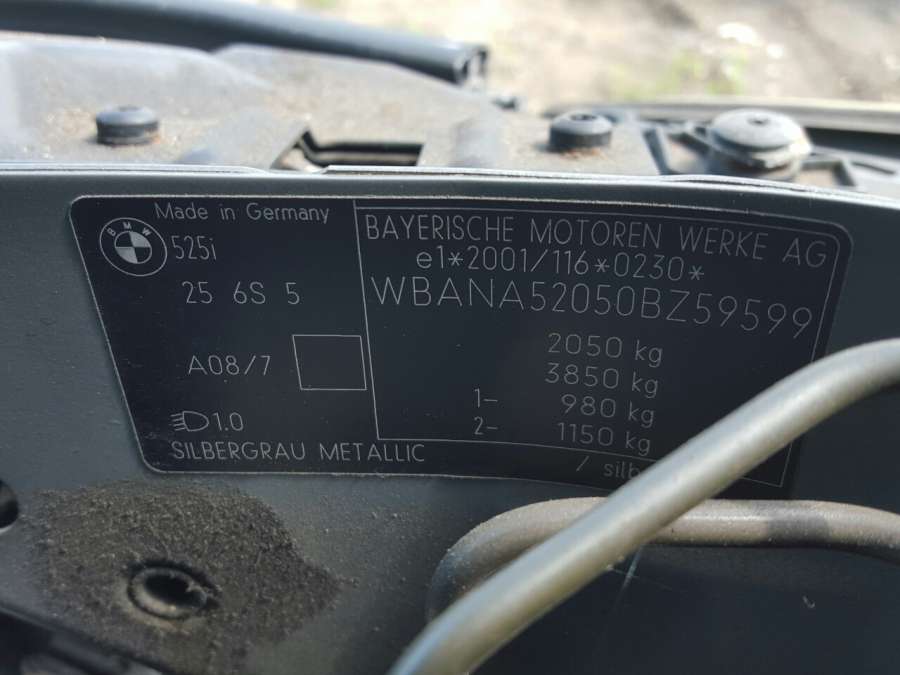 BMW
Made in Germany
525i
25 6S 5
A08/7
1.0
SILBERGRAU METALLIC
BAYERISCHE MOTOREN WERKE AG
e1*2001/116*0230*
WBANA52050BZ59599
2050 kg
3850 kg
1- 980 kg
2- 1150 kg
/ silb